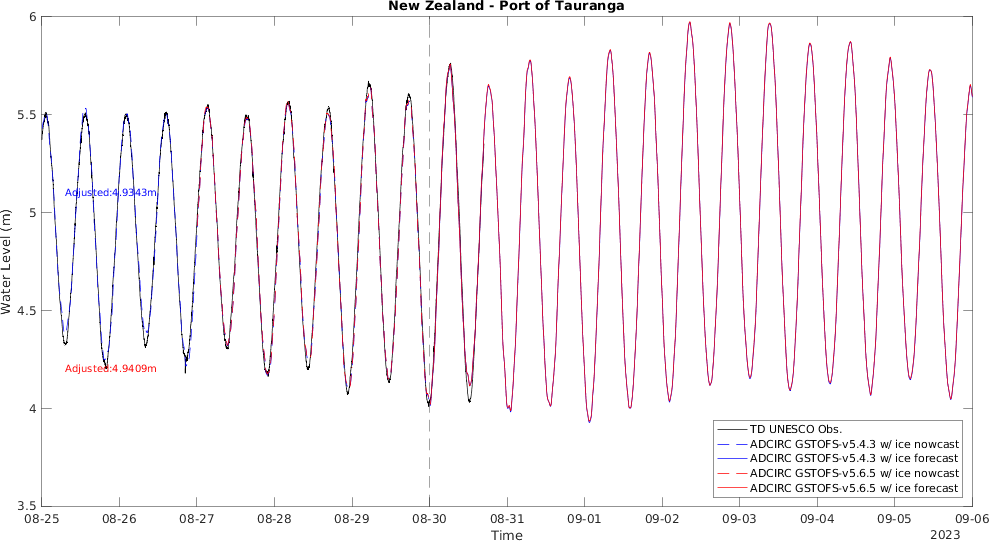 New Zealand - Port of Tauranga
6
5.5
5
4.5
4
3.5
Water Level (m)
Adjusted:4.9343m
Adjusted:4.9409m
TD UNESCO Obs.
ADCIRC GSTOFS-v5.4.3 w/ ice nowcast
ADCIRC GSTOFS-v5.4.3 w/ ice forecast
ADCIRC GSTOFS-v5.6.5 w/ ice nowcast
ADCIRC GSTOFS-v5.6.5 w/ ice forecast
08-25 08-26 08-27 08-28 08-29 08-30 08-31 09-01 09-02 09-03 09-04 09-05 09-06
Time
2023